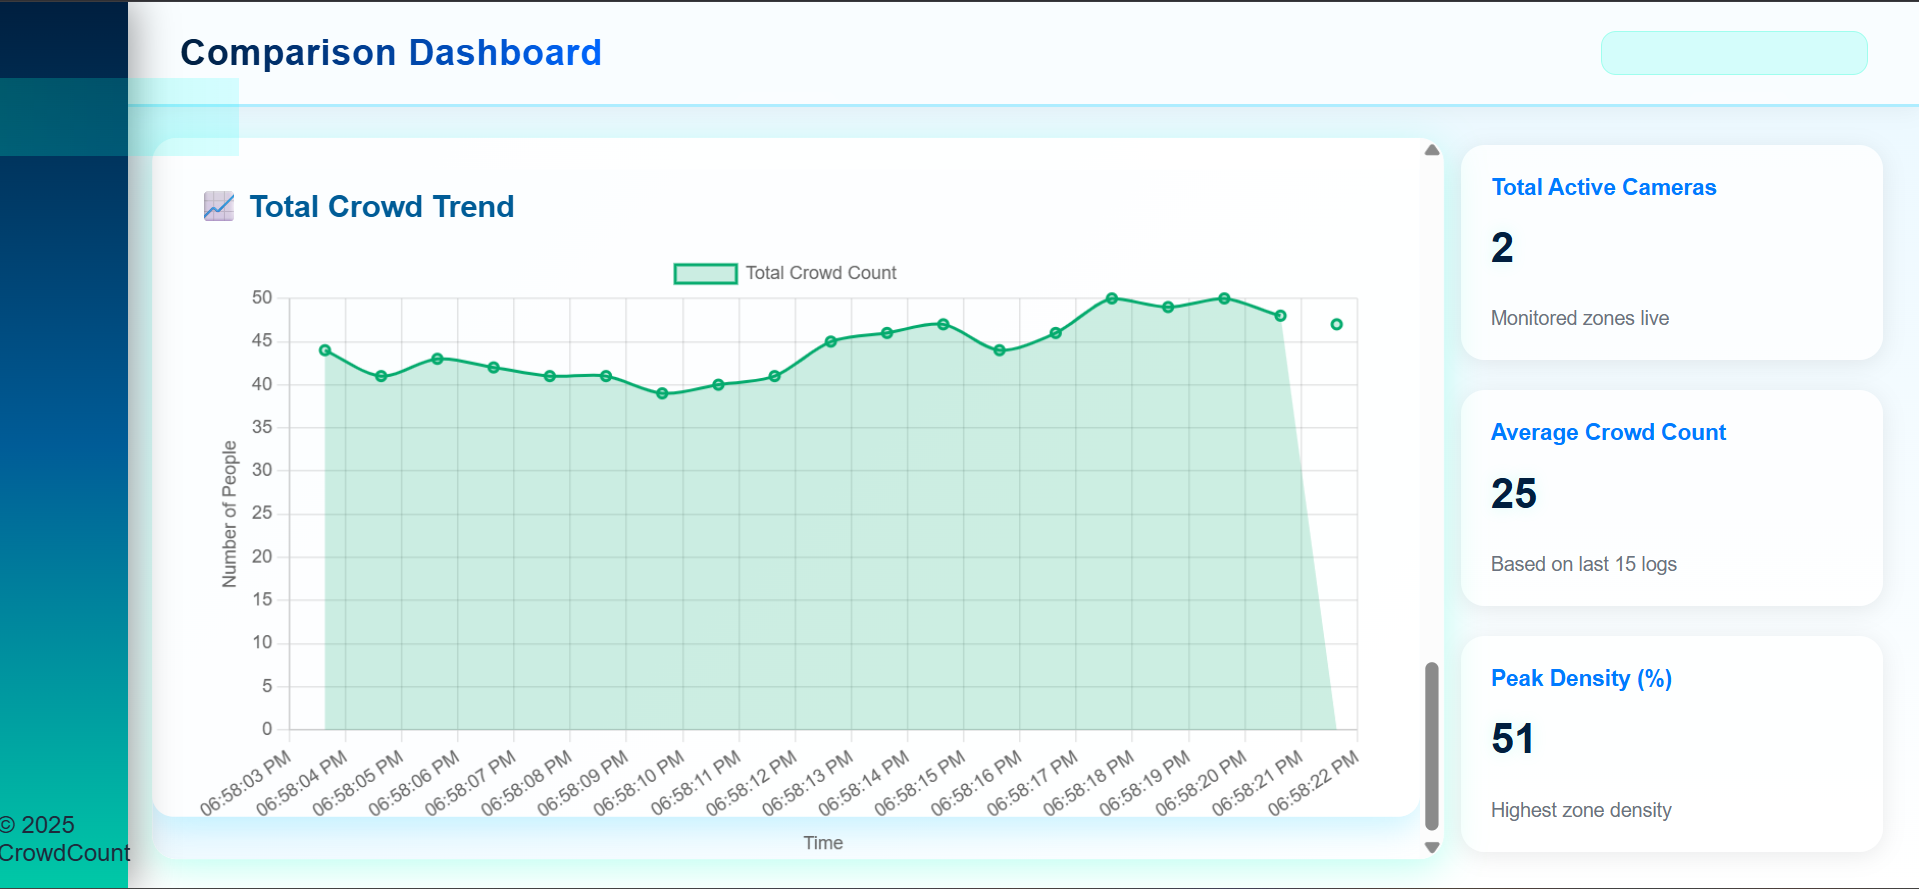 Comparison Dashboard
Total Crowd Trend
Total Crowd Count
50
45
40
35
30
25
20
15
10
5
0
Number of People
06:58:03 PM
06:58:04 PM
06:58:05 PM
06:58:06 PM
06:58:07 PM
06:58:08 PM
06:58:09 PM
06:58:10 PM
06:58:11 PM
06:58:12 PM
06:58:13 PM
06:58:14 PM
06:58:15 PM
06:58:16 PM
06:58:17 PM
06:58:18 PM
06:58:19 PM
06:58:20 PM
06:58:21 PM
06:58:22 PM
Time
Total Active Cameras
2
Monitored zones live
Average Crowd Count
25
Based on last 15 logs
Peak Density (%)
51
Highest zone density
© 2025
CrowdCount